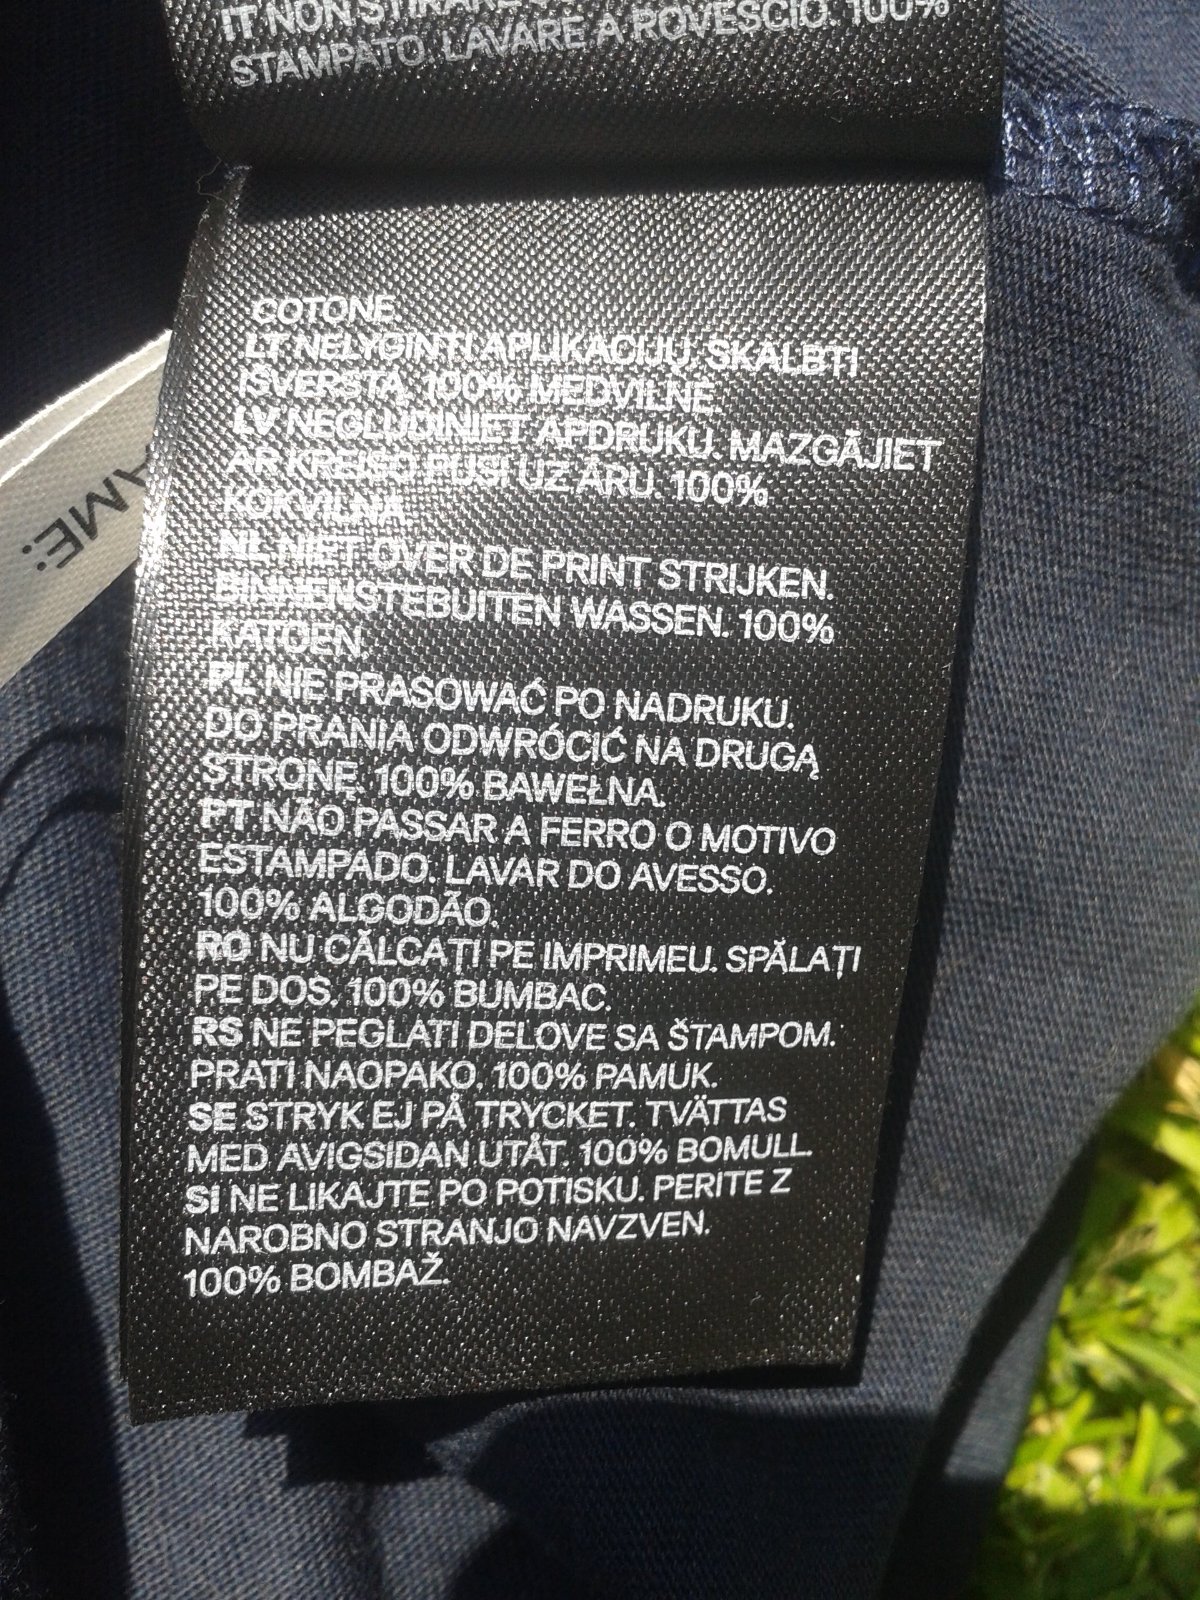 IT NON STIRARE
STAMPATO. LAVARE A ROVESCIO. 100%
COTONE.
LT NELYGINTI APLIKACIJŲ. SKALBTI
IŠVERSTĄ. 100% MEDVILNĖ.
LV NEGLUDINIET APDRUKU. MAZGĀJIET
AR KREISO PUSI UZ ĀRU. 100%
KOKVILNA.
NL NIET OVER DE PRINT STRIJKEN.
BINNENSTEBUITEN WASSEN. 100%
KATOEN.
PL NIE PRASOWAĆ PO NADRUKU.
DO PRANIA ODWRÓCIĆ NA DRUGĄ
STRONĘ. 100% BAWEŁNA.
PT NÃO PASSAR A FERRO O MOTIVO
ESTAMPADO. LAVAR DO AVESSO.
100% ALGODÃO.
RO NU CĂLCAȚI PE IMPRIMEU. SPĂLAȚI
PE DOS. 100% BUMBAC.
RS NE PEGLATI DELOVE SA ŠTAMPOM.
PRATI NAOPAKO. 100% PAMUK.
SE STRYK EJ PÅ TRYCKET. TVÄTTAS
MED AVIGSIDAN UTÅT. 100% BOMULL.
SI NE LIKAJTE PO POTISKU. PERITE Z
NAROBNO STRANJO NAVZVEN.
100% BOMBAŽ.
AME: